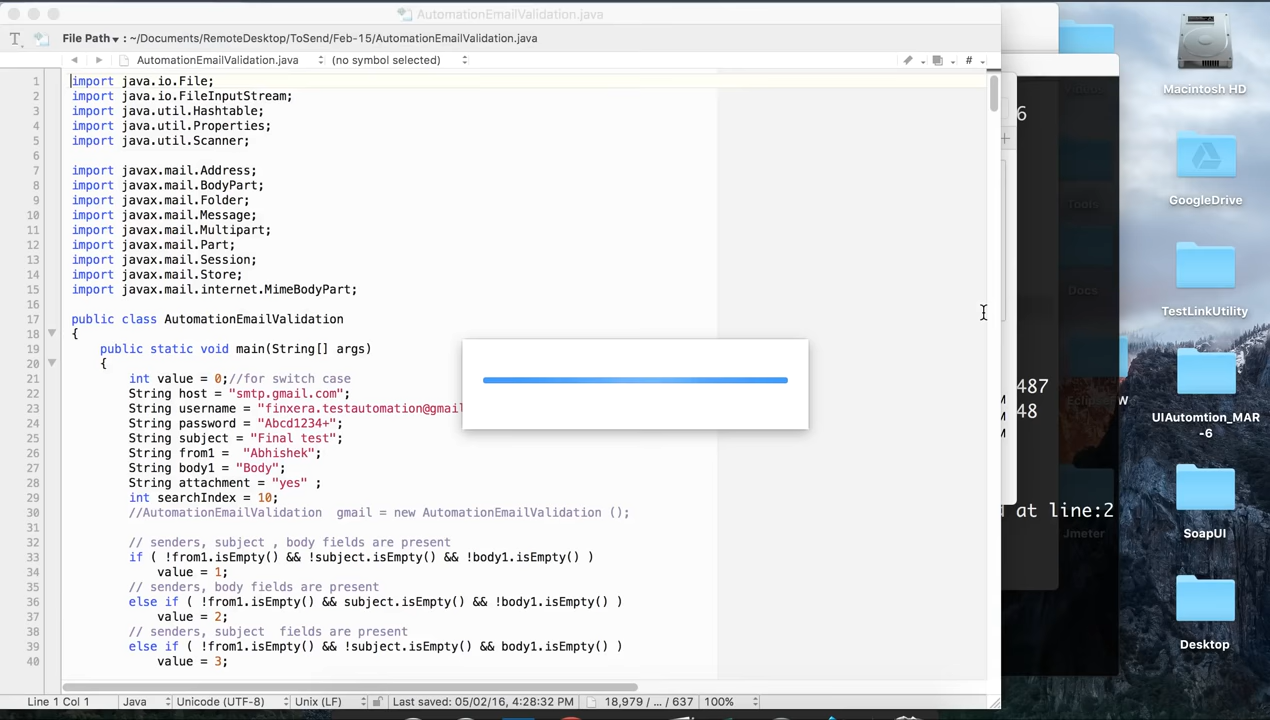 AutomationEmailValidation.java
File Path ▾ : ~/Documents/RemoteDesktop/ToSend/Feb-15/AutomationEmailValidation.java
AutomationEmailValidation.java (no symbol selected) #
1 import java.io.File;
2 import java.io.FileInputStream;
3 import java.util.Hashtable;
4 import java.util.Properties;
5 import java.util.Scanner;
6
7 import javax.mail.Address;
8 import javax.mail.BodyPart;
9 import javax.mail.Folder;
10 import javax.mail.Message;
11 import javax.mail.Multipart;
12 import javax.mail.Part;
13 import javax.mail.Session;
14 import javax.mail.Store;
15 import javax.mail.internet.MimeBodyPart;
16
17 public class AutomationEmailValidation
18 {
19 public static void main(String[] args)
20 {
21 int value = 0;//for switch case
22 String host = "smtp.gmail.com";
23 String username = "finxera.testautomation@gmail
24 String password = "Abcd1234+";
25 String subject = "Final test";
26 String from1 = "Abhishek";
27 String body1 = "Body";
28 String attachment = "yes" ;
29 int searchIndex = 10;
30 //AutomationEmailValidation gmail = new AutomationEmailValidation ();
31
32 // senders, subject , body fields are present
33 if ( !from1.isEmpty() && !subject.isEmpty() && !body1.isEmpty() )
34 value = 1;
35 // senders, body fields are present
36 else if ( !from1.isEmpty() && subject.isEmpty() && !body1.isEmpty() )
37 value = 2;
38 // senders, subject fields are present
39 else if ( !from1.isEmpty() && !subject.isEmpty() && body1.isEmpty() )
40 value = 3;
Line 1 Col 1 Java Unicode (UTF-8) Unix (LF) Last saved: 05/02/16, 4:28:32 PM 18,979 / … / 637 100%
6
487
48
d at line:2
Tools
Docs
Jmeter
Macintosh HD
GoogleDrive
TestLinkUtility
UIAutomtion_MAR
-6
SoapUI
Desktop